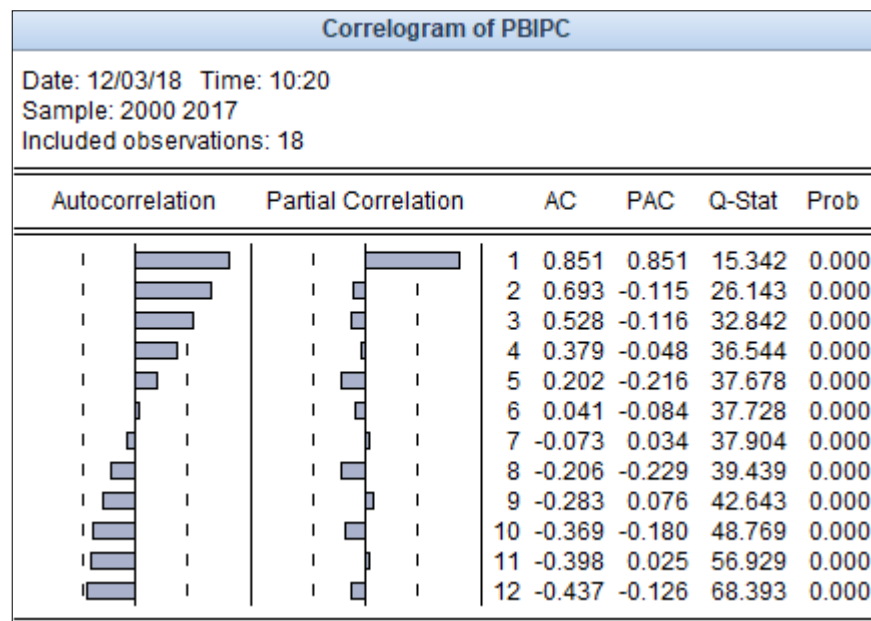 Correlogram of PBIPC
Date: 12/03/18 Time: 10:20
Sample: 2000 2017
Included observations: 18
Autocorrelation Partial Correlation AC PAC Q-Stat Prob
1 0.851 0.851 15.342 0.000
2 0.693 -0.115 26.143 0.000
3 0.528 -0.116 32.842 0.000
4 0.379 -0.048 36.544 0.000
5 0.202 -0.216 37.678 0.000
6 0.041 -0.084 37.728 0.000
7 -0.073 0.034 37.904 0.000
8 -0.206 -0.229 39.439 0.000
9 -0.283 0.076 42.643 0.000
10 -0.369 -0.180 48.769 0.000
11 -0.398 0.025 56.929 0.000
12 -0.437 -0.126 68.393 0.000